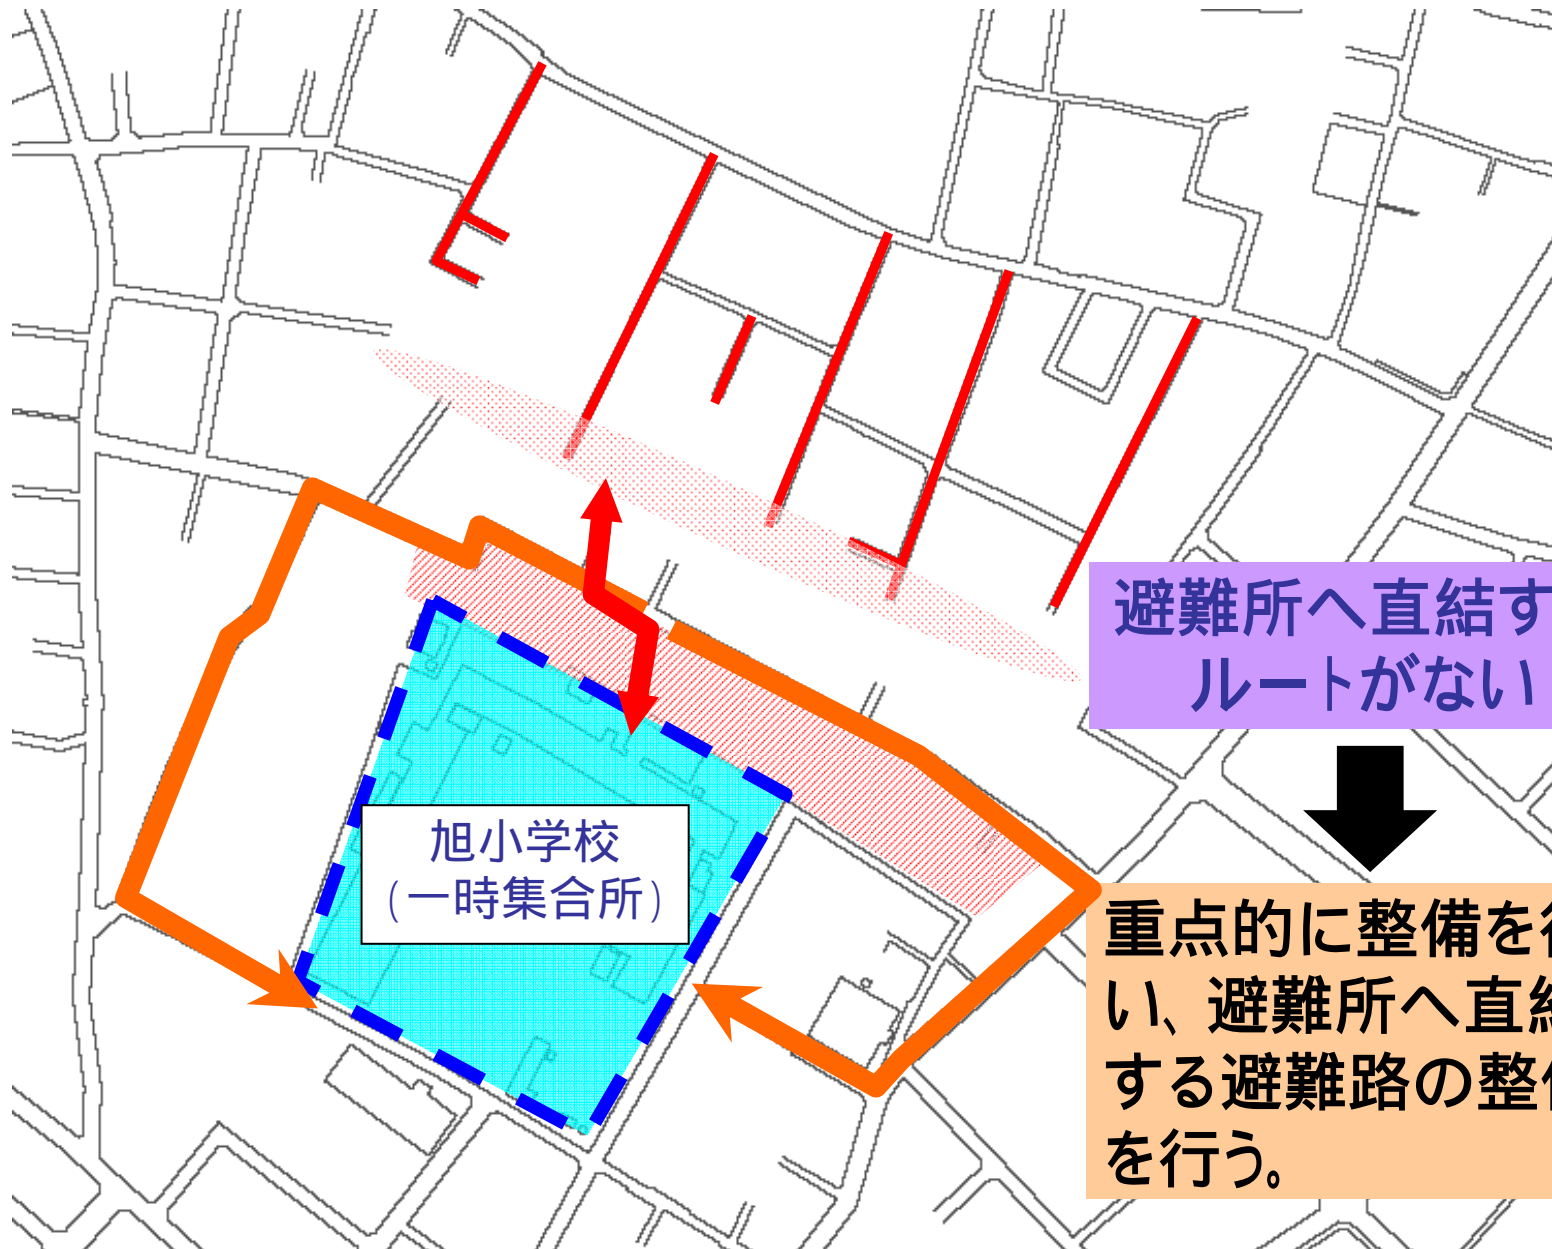 避難所へ直結す
ルートがない
旭小学校
(一時集合所)
重点的に整備を
い、避難所へ直
する避難路の整
を行う。